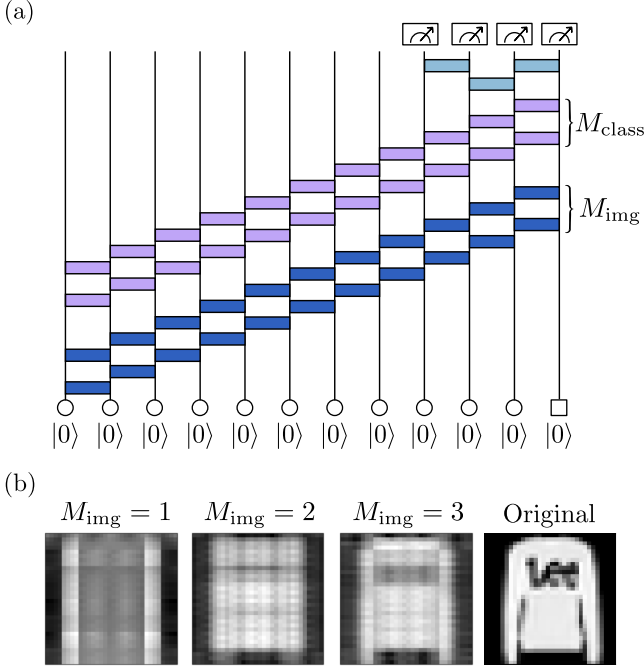 (a)
M_class
M_img
|0⟩ |0⟩ |0⟩ |0⟩ |0⟩ |0⟩ |0⟩ |0⟩ |0⟩ |0⟩ |0⟩ |0⟩
(b)
M_img = 1 M_img = 2 M_img = 3 Original
Lee